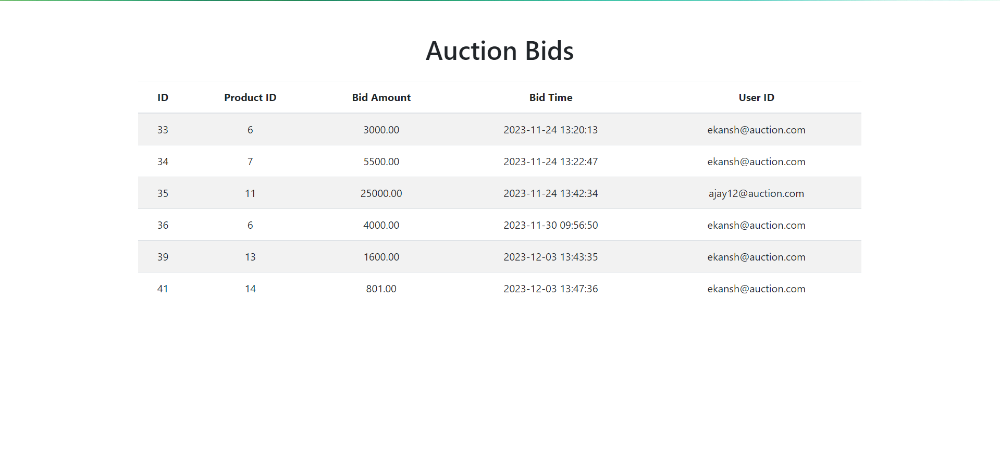 Auction Bids
ID Product ID Bid Amount Bid Time User ID
33 6 3000.00 2023-11-24 13:20:13 ekansh@auction.com
34 7 5500.00 2023-11-24 13:22:47 ekansh@auction.com
35 11 25000.00 2023-11-24 13:42:34 ajay12@auction.com
36 6 4000.00 2023-11-30 09:56:50 ekansh@auction.com
39 13 1600.00 2023-12-03 13:43:35 ekansh@auction.com
41 14 801.00 2023-12-03 13:47:36 ekansh@auction.com